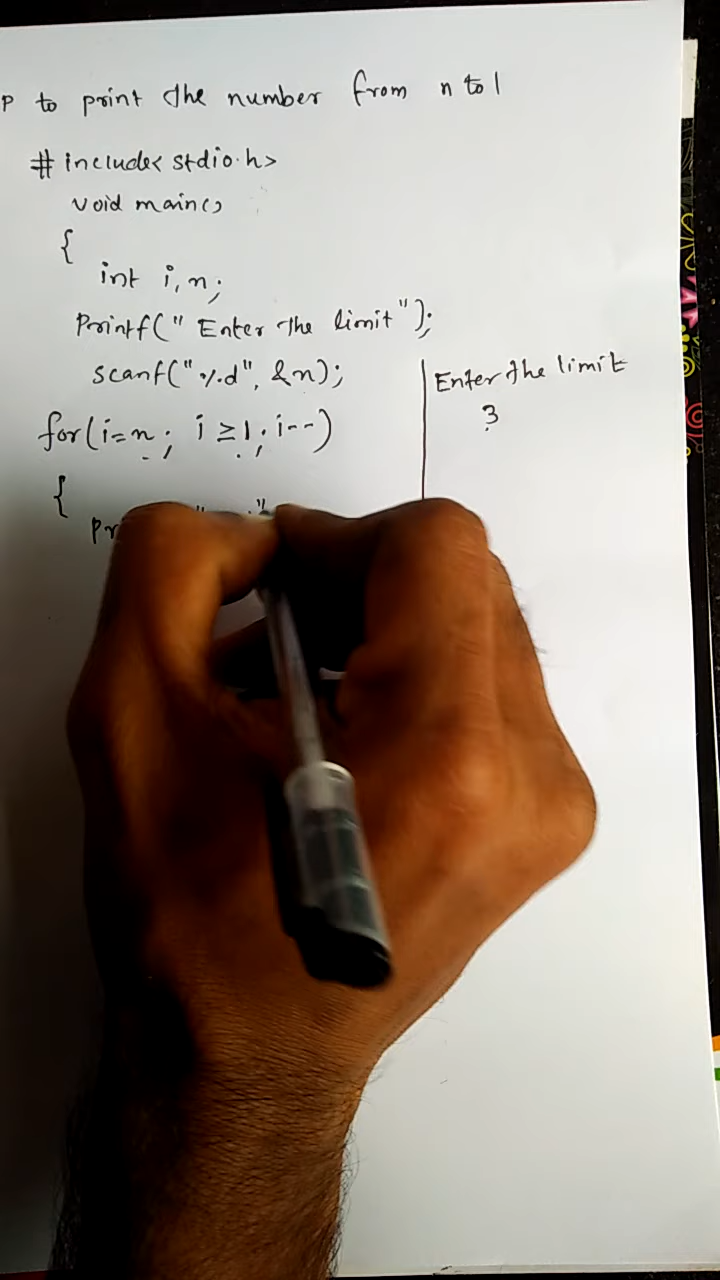 P to print the number from n to 1
#include<stdio.h>
void main()
{
int i,n;
Printf("Enter the limit");
scanf("%d", &n);
for(i=n; i≥1; i--)
{
Enter the limit
3